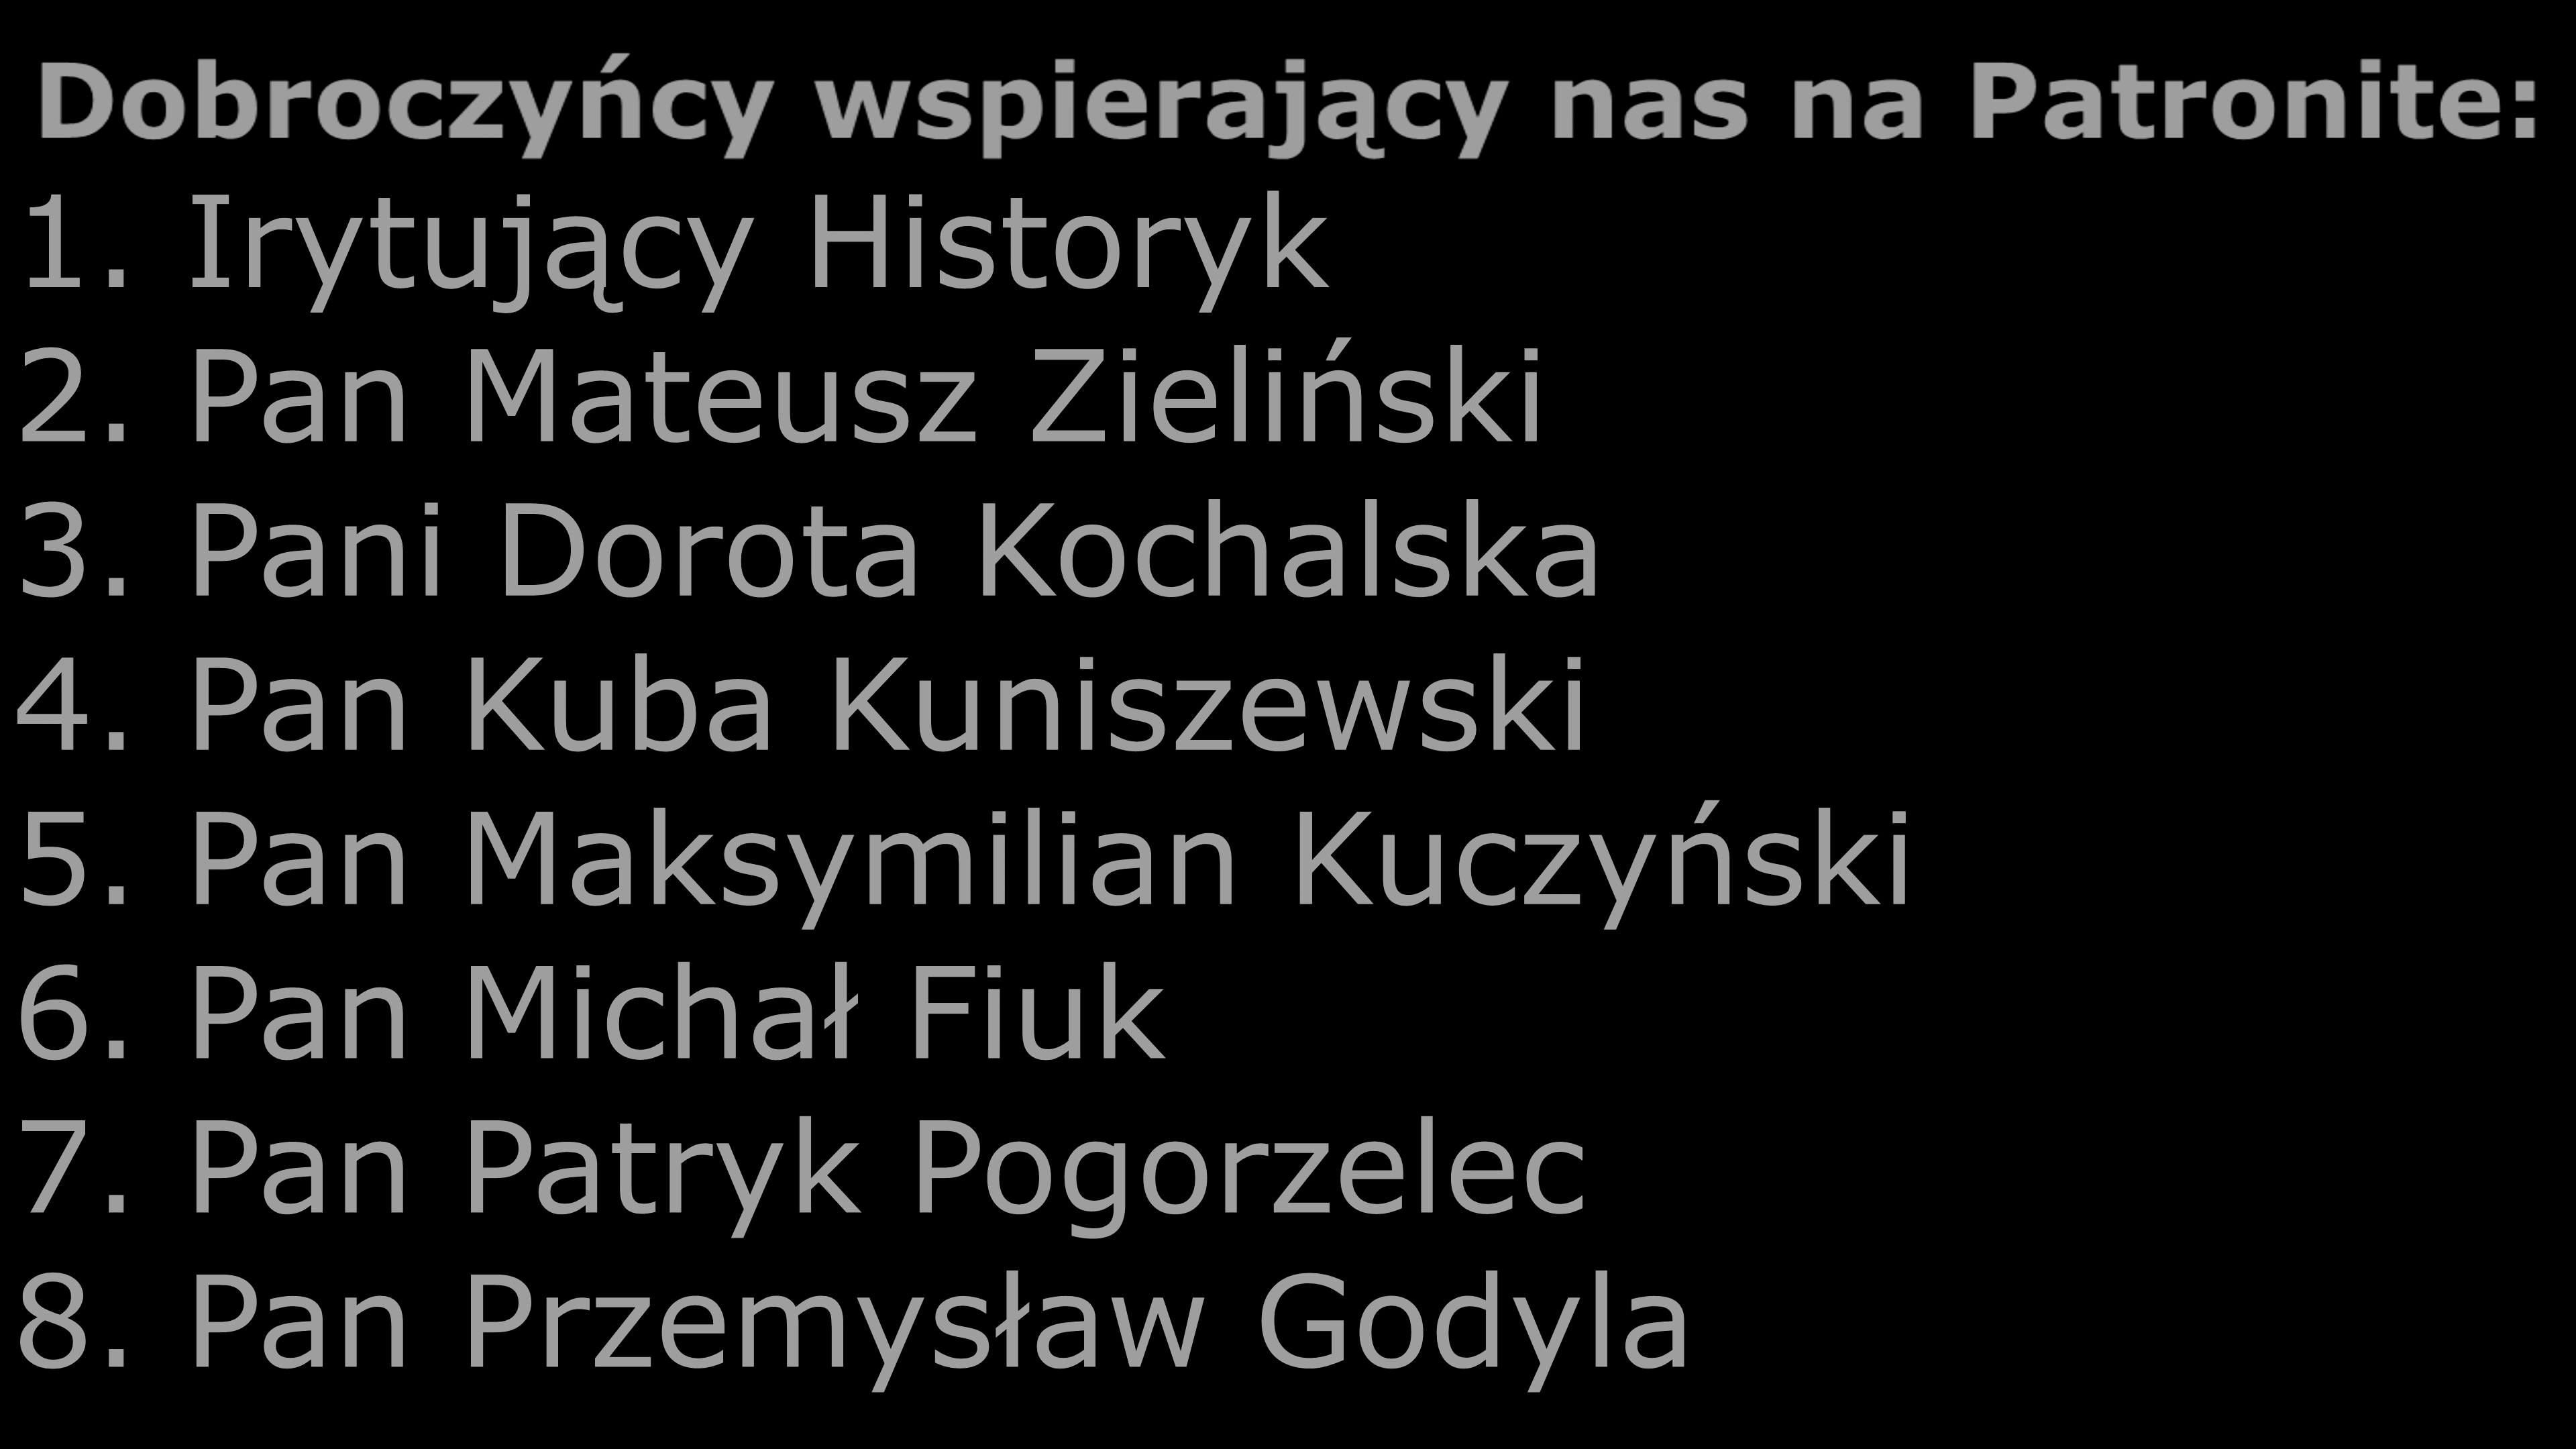 Dobroczyńcy wspierający nas na Patronite:
1. Irytujący Historyk
2. Pan Mateusz Zieliński
3. Pani Dorota Kochalska
4. Pan Kuba Kuniszewski
5. Pan Maksymilian Kuczyński
6. Pan Michał Fiuk
7. Pan Patryk Pogorzelec
8. Pan Przemysław Godyla